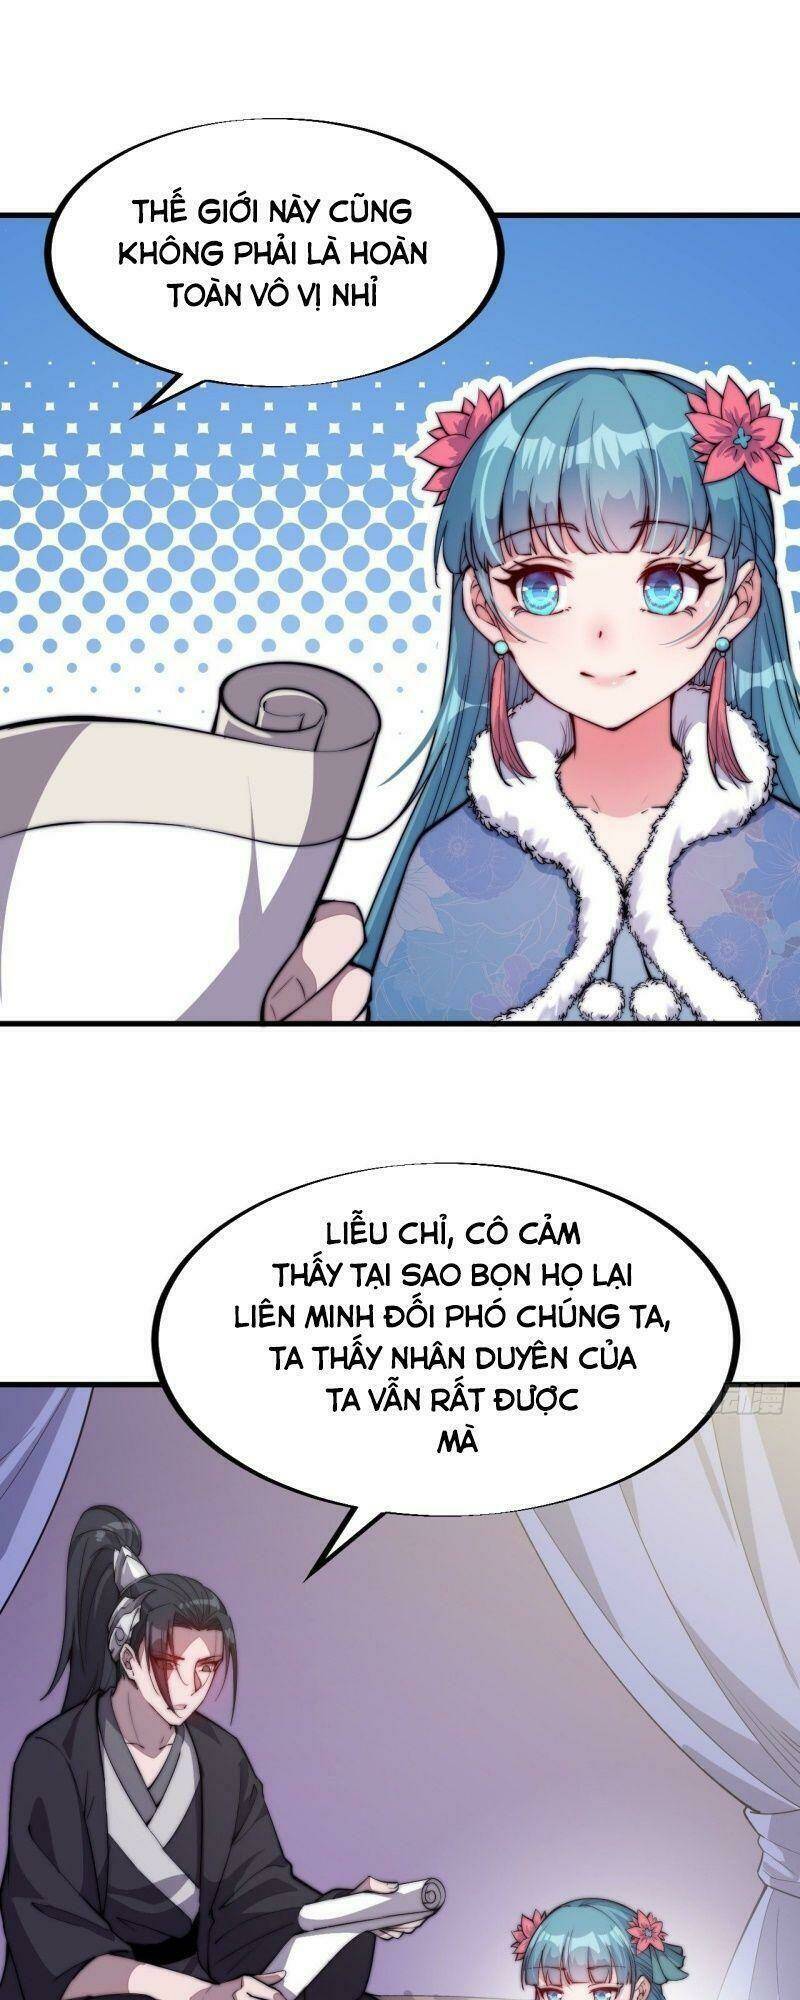 THẾ GIỚI NÀY CŨNG
KHÔNG PHẢI LÀ HOÀN
TOÀN VÔ VỊ NHỈ
LIỄU CHỈ, CÔ CẢM
THẤY TẠI SAO BỌN HỌ LẠI
LIÊN MINH ĐỐI PHÓ CHÚNG TA,
TA THẤY NHÂN DUYÊN CỦA
TA VẪN RẤT ĐƯỢC
MÀ